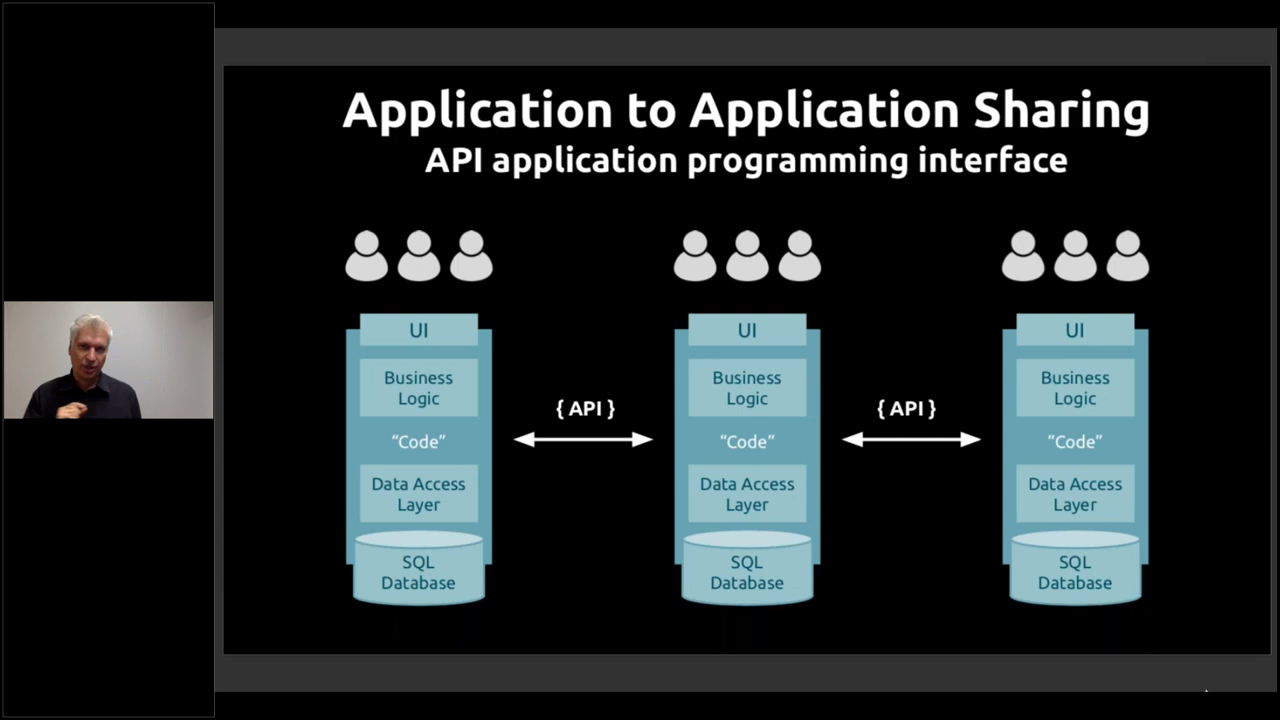 Application to Application Sharing
API application programming interface
UI
Business
Logic
“Code”
Data Access
Layer
SQL
Database
{ API }
UI
Business
Logic
“Code”
Data Access
Layer
SQL
Database
{ API }
UI
Business
Logic
“Code”
Data Access
Layer
SQL
Database